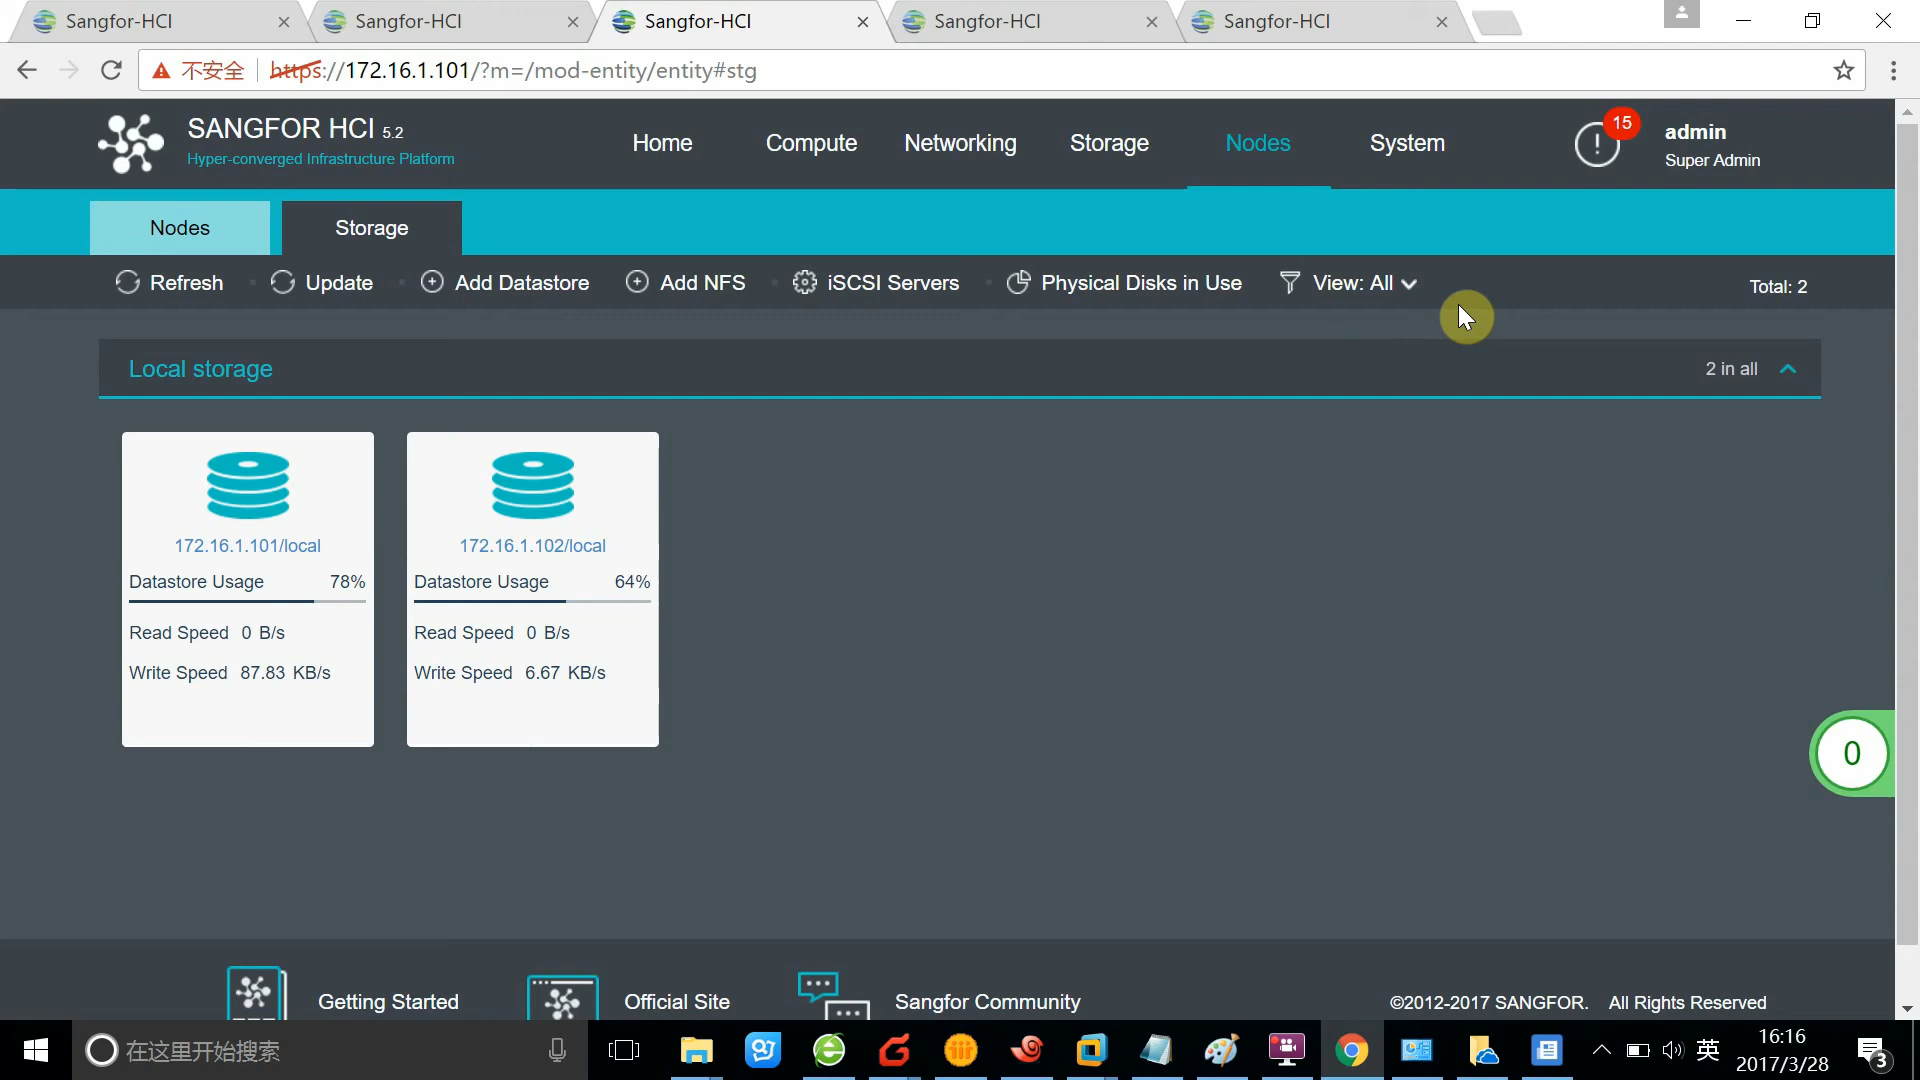 Sangfor-HCI
Sangfor-HCI
Sangfor-HCI
Sangfor-HCI
Sangfor-HCI
不安全
https://172.16.1.101/?m=/mod-entity/entity#stg
SANGFOR HCI 5.2
Hyper-converged Infrastructure Platform
Home
Compute
Networking
Storage
Nodes
System
15
admin
Super Admin
Nodes
Storage
Refresh
Update
Add Datastore
Add NFS
iSCSI Servers
Physical Disks in Use
View: All
Total: 2
Local storage
2 in all
172.16.1.101/local
Datastore Usage 78%
Read Speed 0 B/s
Write Speed 87.83 KB/s
172.16.1.102/local
Datastore Usage 64%
Read Speed 0 B/s
Write Speed 6.67 KB/s
0
Getting Started
Official Site
Sangfor Community
©2012-2017 SANGFOR. All Rights Reserved
在这里开始搜索
英
16:16
2017/3/28
3